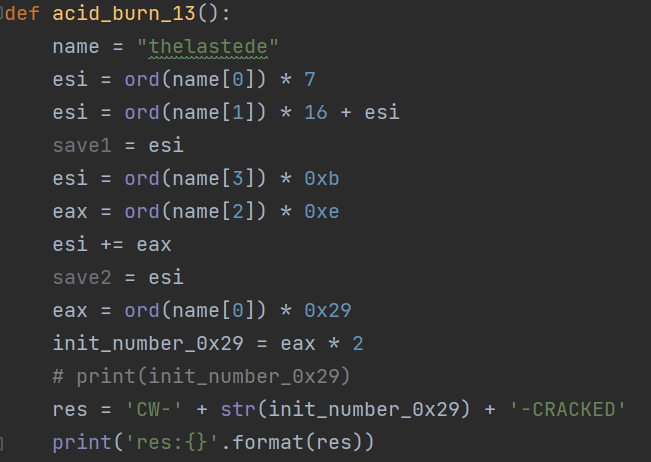 def acid_burn_13():
    name = "thelastede"
    esi = ord(name[0]) * 7
    esi = ord(name[1]) * 16 + esi
    save1 = esi
    esi = ord(name[3]) * 0xb
    eax = ord(name[2]) * 0xe
    esi += eax
    save2 = esi
    eax = ord(name[0]) * 0x29
    init_number_0x29 = eax * 2
    # print(init_number_0x29)
    res = 'CW-' + str(init_number_0x29) + '-CRACKED'
    print('res:{}'.format(res))